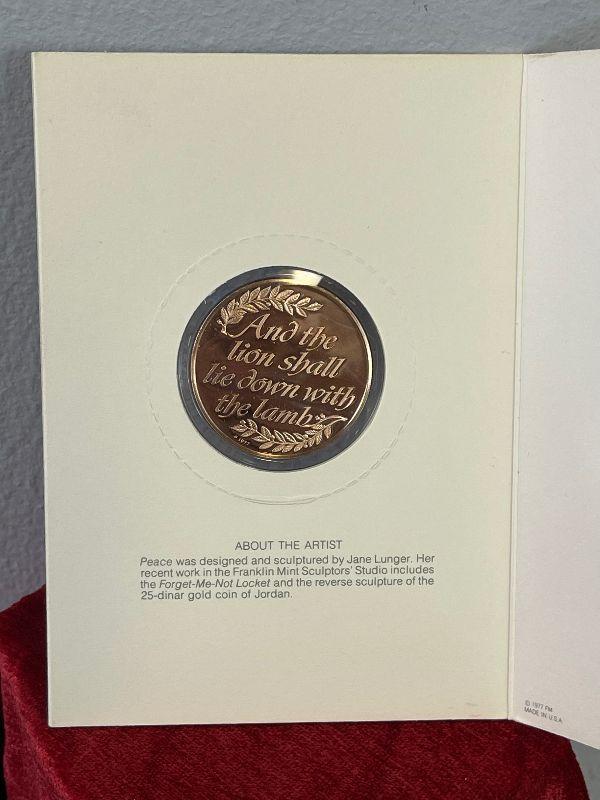 And the
lion shall
lie down with
the lamb
© 1977
ABOUT THE ARTIST
Peace was designed and sculptured by Jane Lunger. Her
recent work in the Franklin Mint Sculptors' Studio includes
the Forget-Me-Not Locket and the reverse sculpture of the
25-dinar gold coin of Jordan.
© 1977 FM
MADE IN U.S.A.